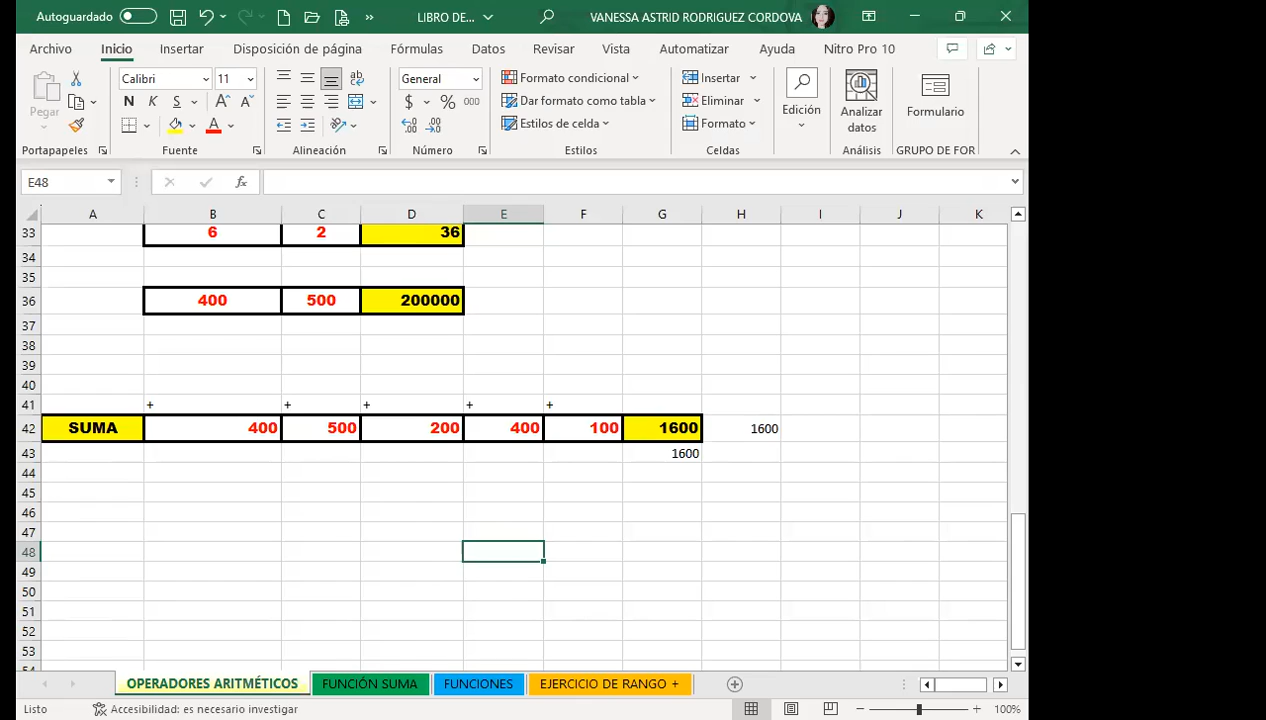 Autoguardado LIBRO DE... VANESSA ASTRID RODRIGUEZ CORDOVA
Archivo Inicio Insertar Disposición de página Fórmulas Datos Revisar Vista Automatizar Ayuda Nitro Pro 10
Pegar
Calibri 11
N K S
General
$ % 000
Formato condicional
Dar formato como tabla
Estilos de celda
Insertar
Eliminar
Formato
Edición
Analizar datos
Formulario
Portapapeles Fuente Alineación Número Estilos Celdas Análisis GRUPO DE FOR
E48 fx
A B C D E F G H I J K
33 6 2 36
34
35
36 400 500 200000
37
38
39
40
41 + + + + +
42 SUMA 400 500 200 400 100 1600 1600
43 1600
44
45
46
47
48
49
50
51
52
53
54
OPERADORES ARITMÉTICOS FUNCIÓN SUMA FUNCIONES EJERCICIO DE RANGO +
Listo Accesibilidad: es necesario investigar 100%